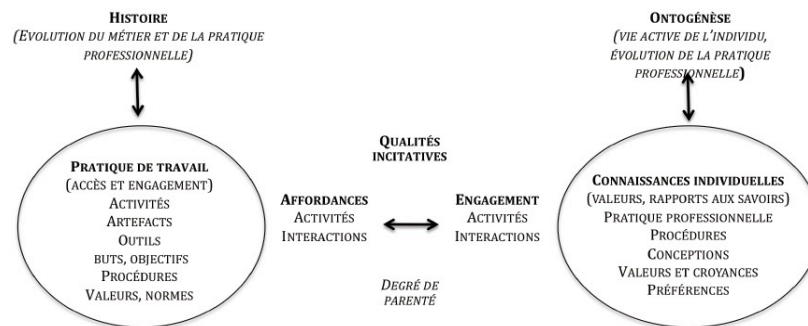 HISTOIRE
(EVOLUTION DU MÉTIER ET DE LA PRATIQUE
PROFESSIONNELLE)
ONTOGÉNÈSE
(VIE ACTIVE DE L'INDIVIDU,
ÉVOLUTION DE LA PRATIQUE
PROFESSIONNELLE)
PRATIQUE DE TRAVAIL
(ACCÈS ET ENGAGEMENT)
ACTIVITÉS
ARTEFACTS
OUTILS
BUTS, OBJECTIFS
PROCÉDURES
VALEURS, NORMES
QUALITÉS
INCITATIVES
AFFORDANCES
ACTIVITÉS
INTERACTIONS
ENGAGEMENT
ACTIVITÉS
INTERACTIONS
DEGRÉ DE
PARENTÉ
CONNAISSANCES INDIVIDUELLES
(VALEURS, RAPPORTS AUX SAVOIRS)
PRATIQUE PROFESSIONNELLE
PROCÉDURES
CONCEPTIONS
VALEURS ET CROYANCES
PRÉFÉRENCES